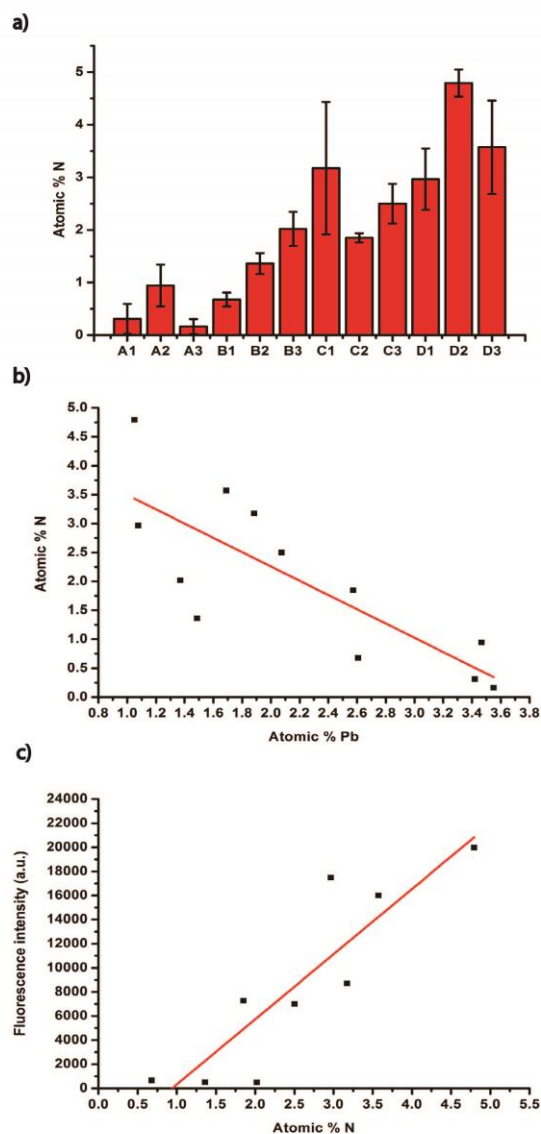 a)
Atomic % N
5
4
3
2
1
0
A1 A2 A3 B1 B2 B3 C1 C2 C3 D1 D2 D3
b)
Atomic % N
5.0
4.5
4.0
3.5
3.0
2.5
2.0
1.5
1.0
0.5
0.0
0.8 1.0 1.2 1.4 1.6 1.8 2.0 2.2 2.4 2.6 2.8 3.0 3.2 3.4 3.6 3.8
Atomic % Pb
c)
Fluorescence intensity (a.u.)
24000
22000
20000
18000
16000
14000
12000
10000
8000
6000
4000
2000
0
0.0 0.5 1.0 1.5 2.0 2.5 3.0 3.5 4.0 4.5 5.0 5.5
Atomic % N